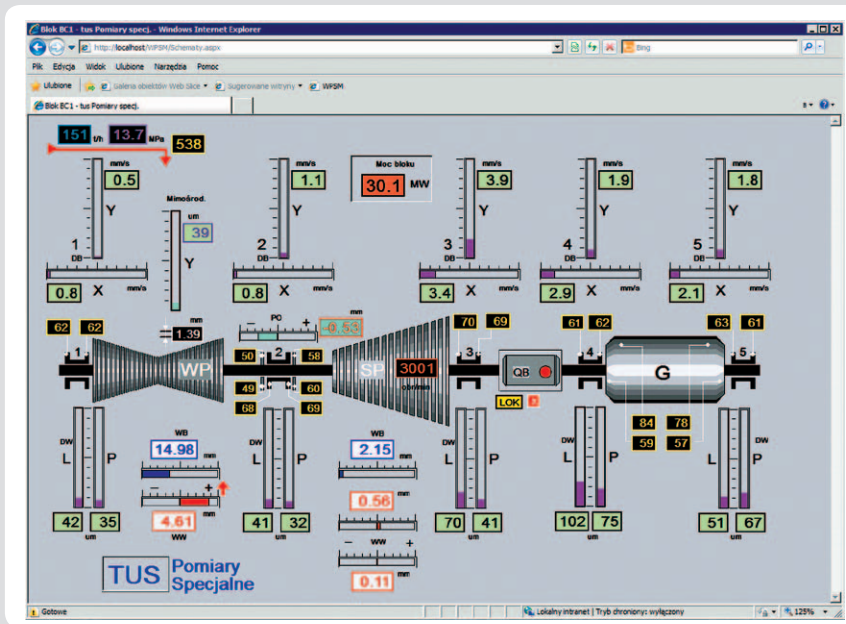 Blok BC1 - tus Pomiary specj. - Windows Internet Explorer
http://localhost/WPSM/Schematy.aspx
Bing
Plik Edycja Widok Ulubione Narzędzia Pomoc
Ulubione Galeria obiektów Web Slice Sugerowane witryny WPSM
Blok BC1 - tus Pomiary specj.
151 t/h 13.7 MPa 538
mm/s mm/s Moc bloku mm/s mm/s mm/s
0.5 1.1 30.1 MW 3.9 1.9 1.8
Mimośrod.
Y um Y Y Y Y
39
1 2 3 4 5
Y
DB DB DB DB DB
0.8 X mm/s 0.8 X mm/s 3.4 X mm/s 2.9 X mm/s 2.1 X mm/s
mm
1.39
PC mm
- + -0.53
62 1 62 50 2 58 70 3 69 61 4 62 63 5 61
WP SP 3001 obr/min QB G
49 60 LOK
68 69
84 78
59 57
DW L P WB DW L P WB DW L P DW L P DW L P
14.98 mm 2.15 mm
- + 0.56 mm
4.61 mm
WW - WW +
42 35 41 32 70 41 102 75 51 67
um um um um um
0.11 mm
TUS Pomiary
Specjalne
Gotowe Lokalny intranet | Tryb chroniony: wyłączony 125%